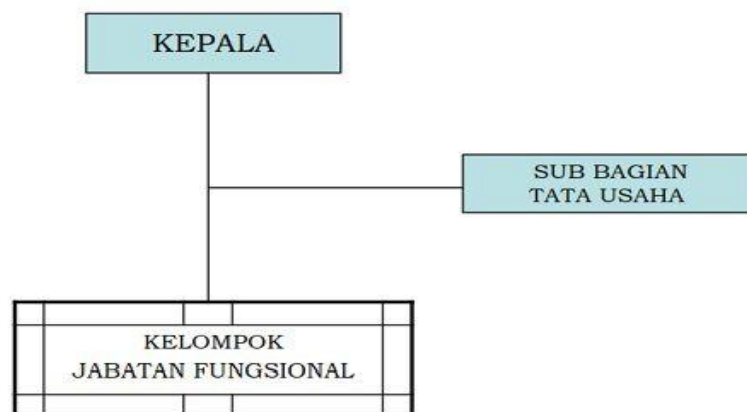 KEPALA
SUB BAGIAN
TATA USAHA
KELOMPOK
JABATAN FUNGSIONAL